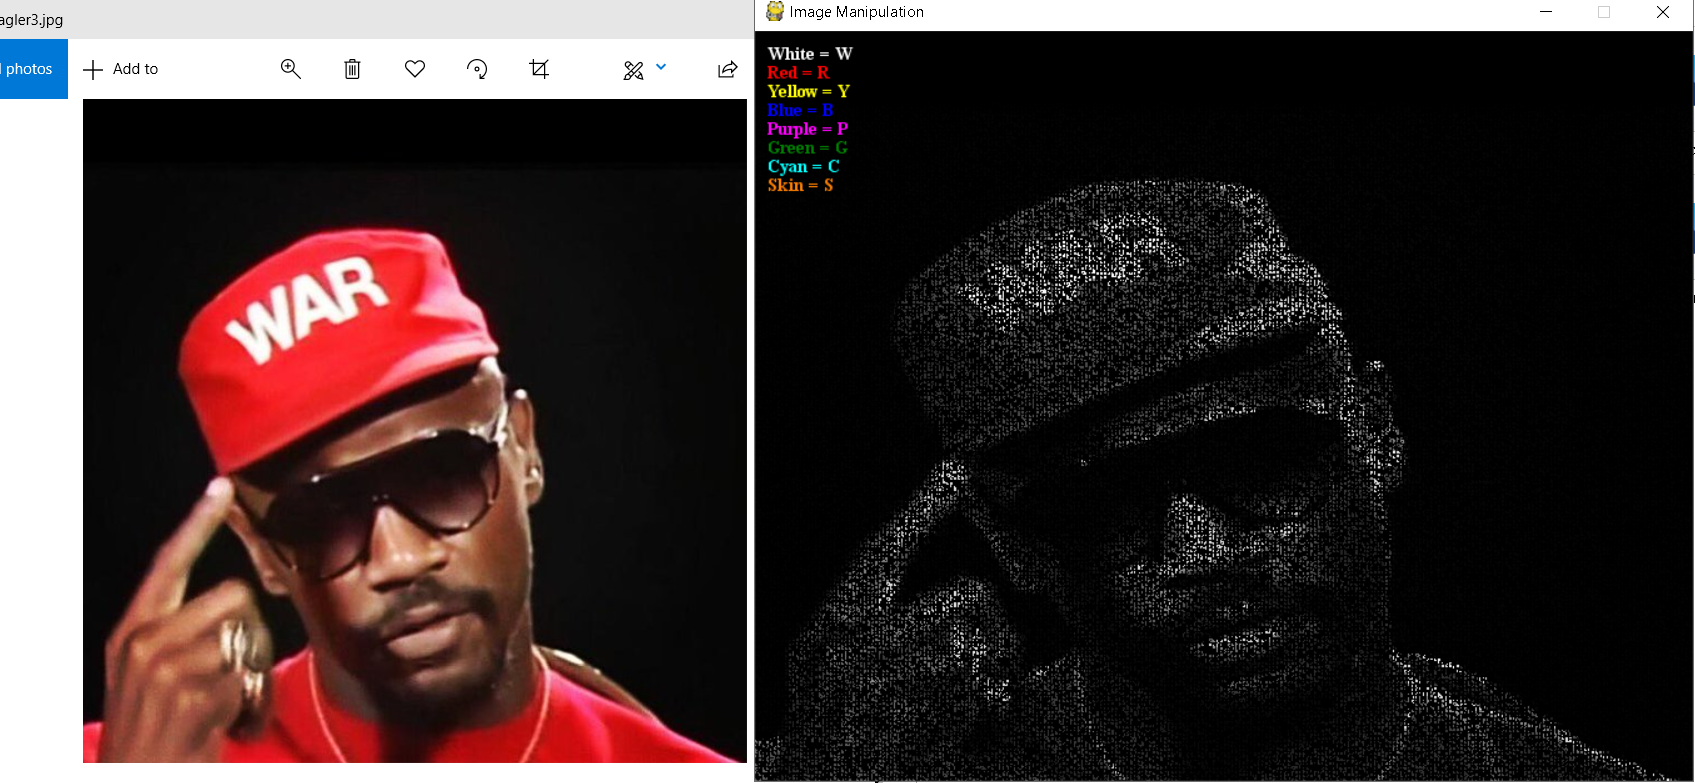 agler3.jpg
photos
Add to
WAR
Image Manipulation
White = W
Red = R
Yellow = Y
Blue = B
Purple = P
Green = G
Cyan = C
Skin = S